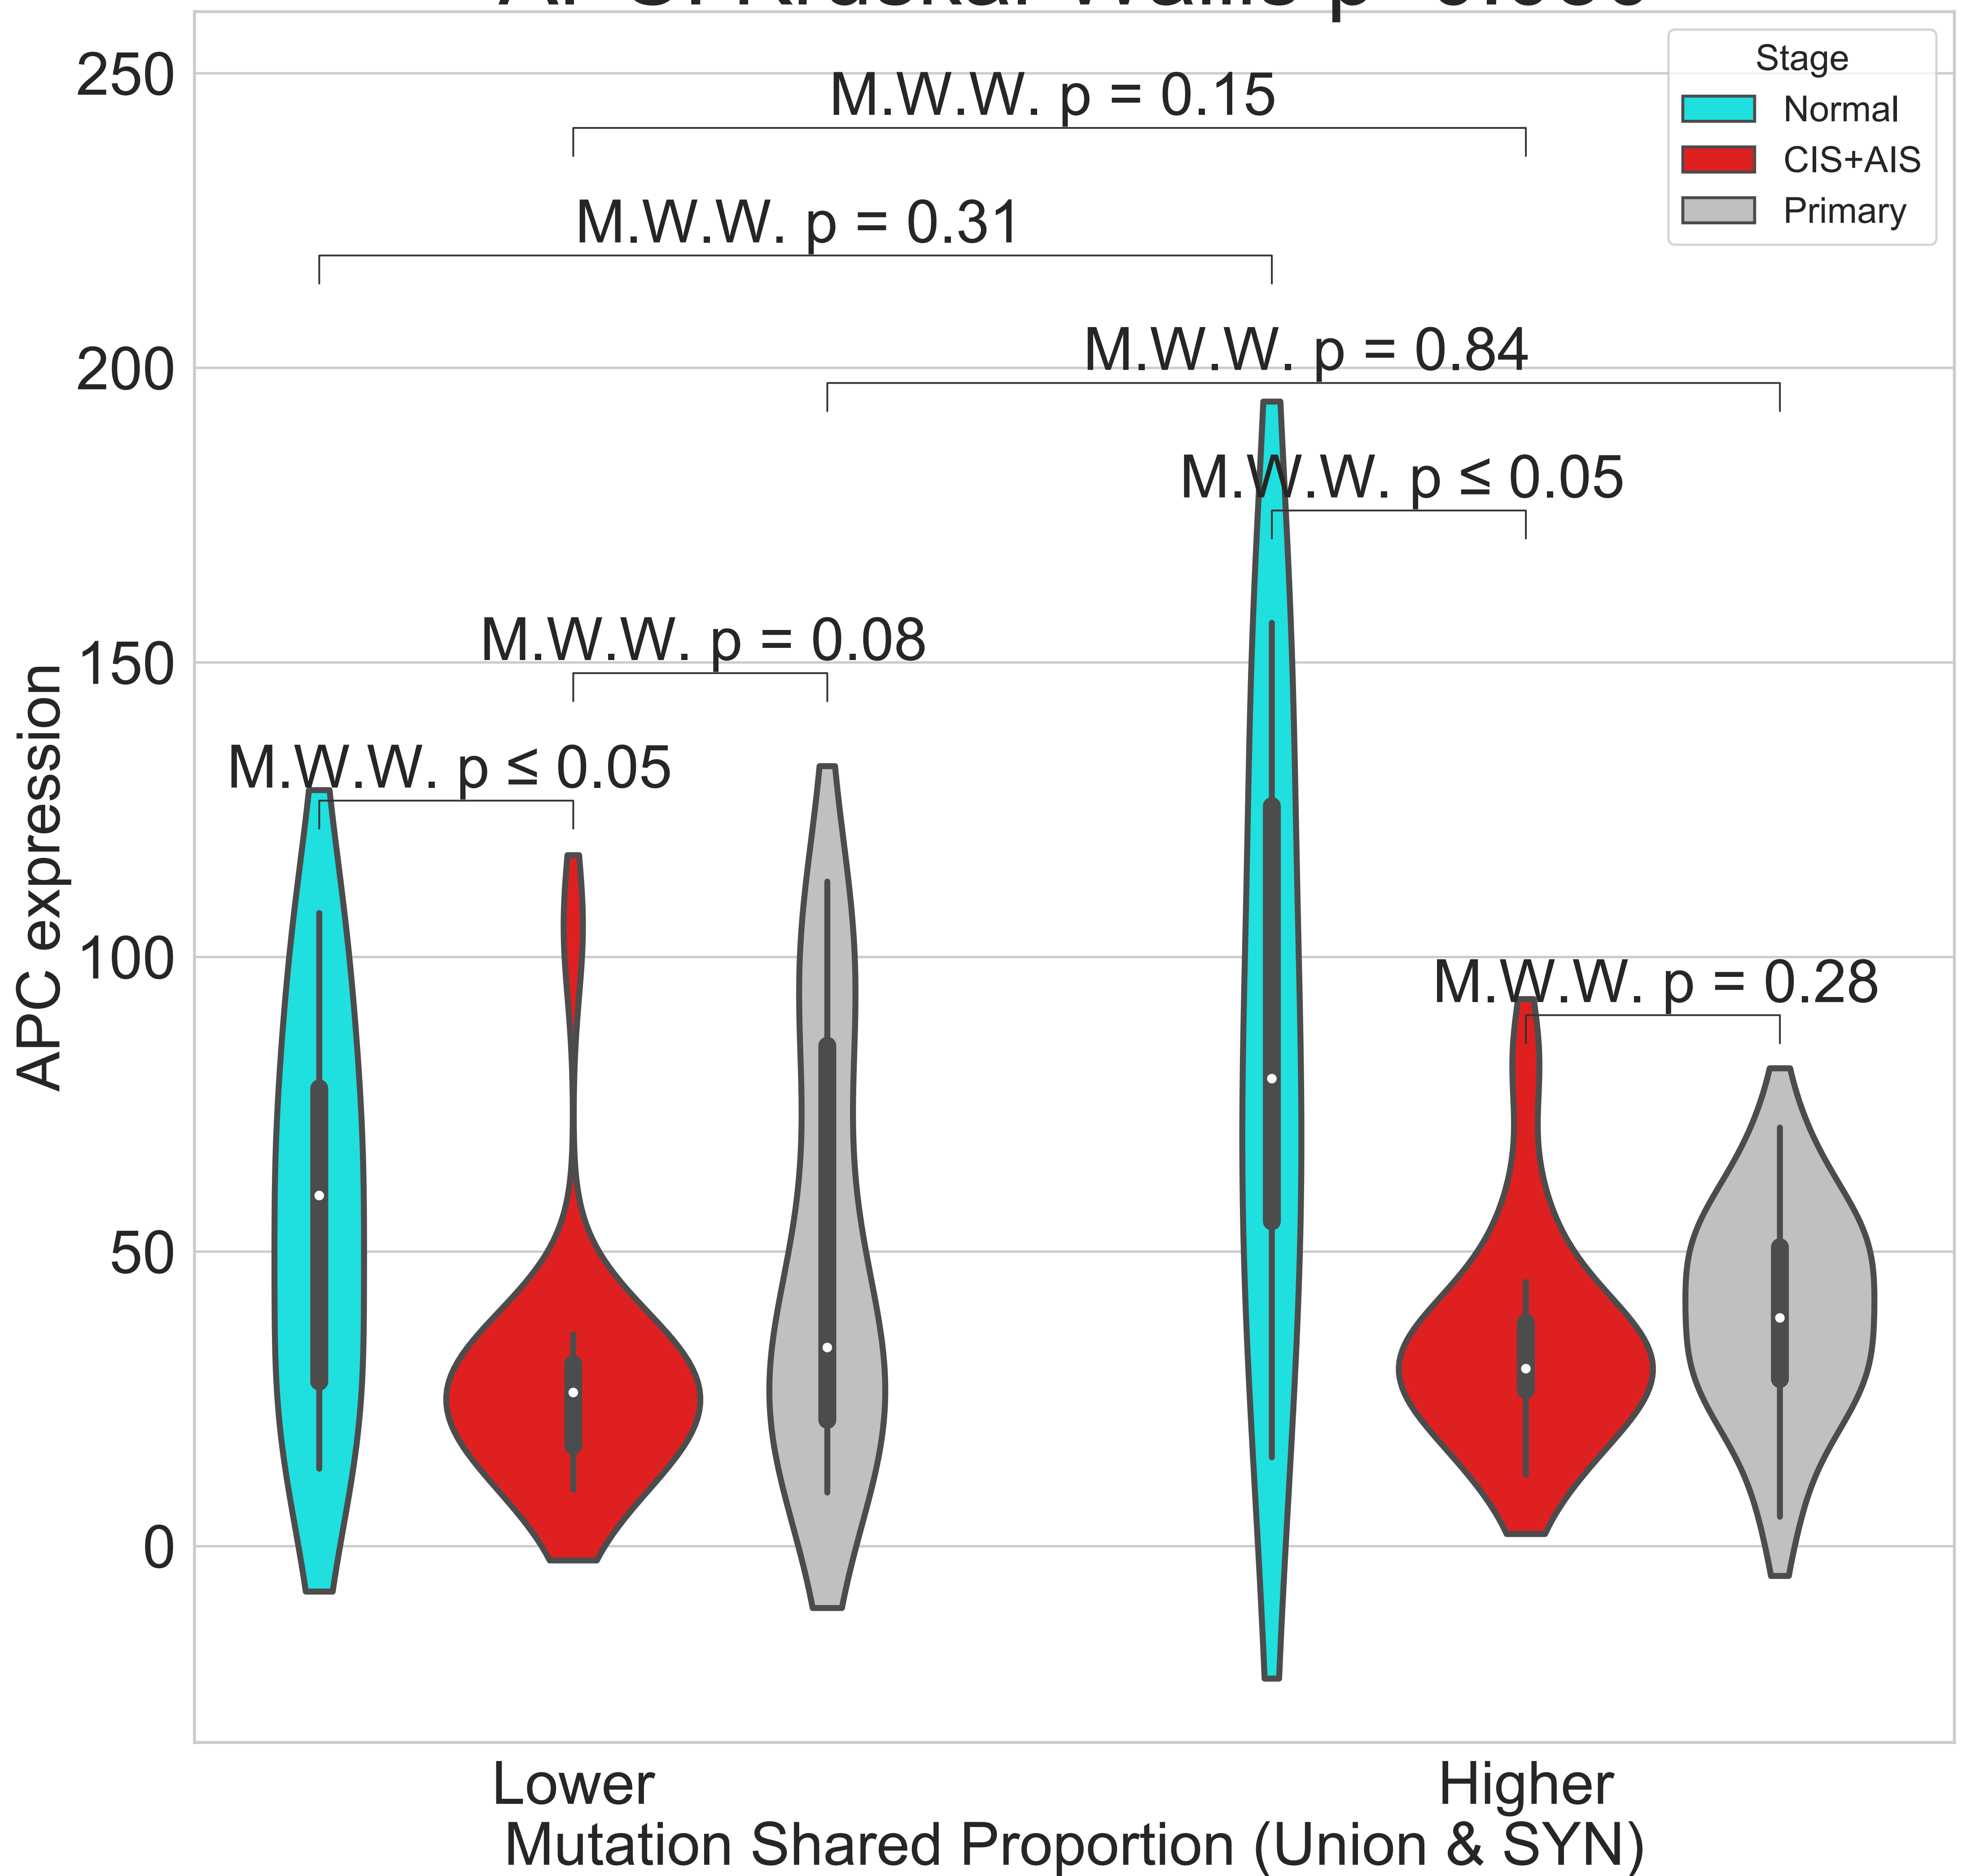 250
200
150
100
50
0
APC expression
Stage
Normal
CIS+AIS
Primary
M.W.W. p = 0.15
M.W.W. p = 0.31
M.W.W. p = 0.84
M.W.W. p ≤ 0.05
M.W.W. p = 0.08
M.W.W. p ≤ 0.05
M.W.W. p = 0.28
Lower
Higher
Mutation Shared Proportion (Union & SYN)